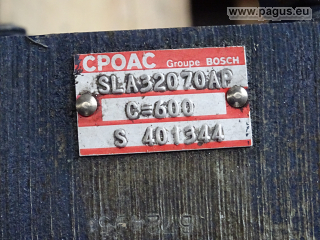 www.pagus.eu
CPOAC Groupe BOSCH
SLA32070AP
C=600
S 401344